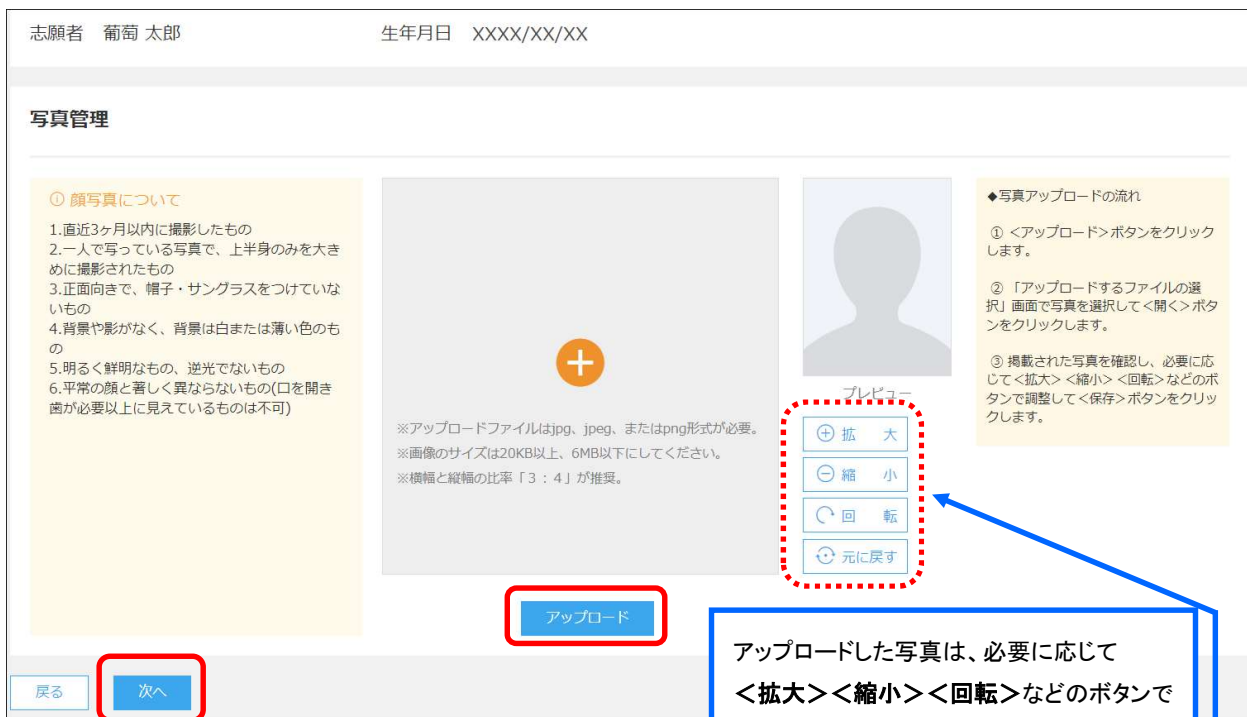 志願者 葡萄 太郎 生年月日 XXXX/XX/XX
写真管理
① 顔写真について
1.直近3ヶ月以内に撮影したもの
2.一人で写っている写真で、上半身のみを大き
めに撮影されたもの
3.正面向きで、帽子・サングラスをつけていな
いもの
4.背景や影がなく、背景は白または薄い色のも
の
5.明るく鮮明なもの、逆光でないもの
6.平常の顔と著しく異ならないもの(口を開き
歯が必要以上に見えているものは不可)
※アップロードファイルはjpg、jpeg、またはpng形式が必要。
※画像のサイズは20KB以上、6MB以下にしてください。
※横幅と縦幅の比率「3：4」が推奨。
アップロード
プレビュー
拡 大
縮 小
回 転
元に戻す
◆写真アップロードの流れ
① <アップロード>ボタンをクリック
します。
② 「アップロードするファイルの選
択」画面で写真を選択して<開く>ボタ
ンをクリックします。
③ 掲載された写真を確認し、必要に応
じて<拡大> <縮小> <回転>などのボ
タンで調整して<保存>ボタンをクリッ
クします。
アップロードした写真は、必要に応じて
＜拡大＞＜縮小＞＜回転＞などのボタンで
戻る
次へ